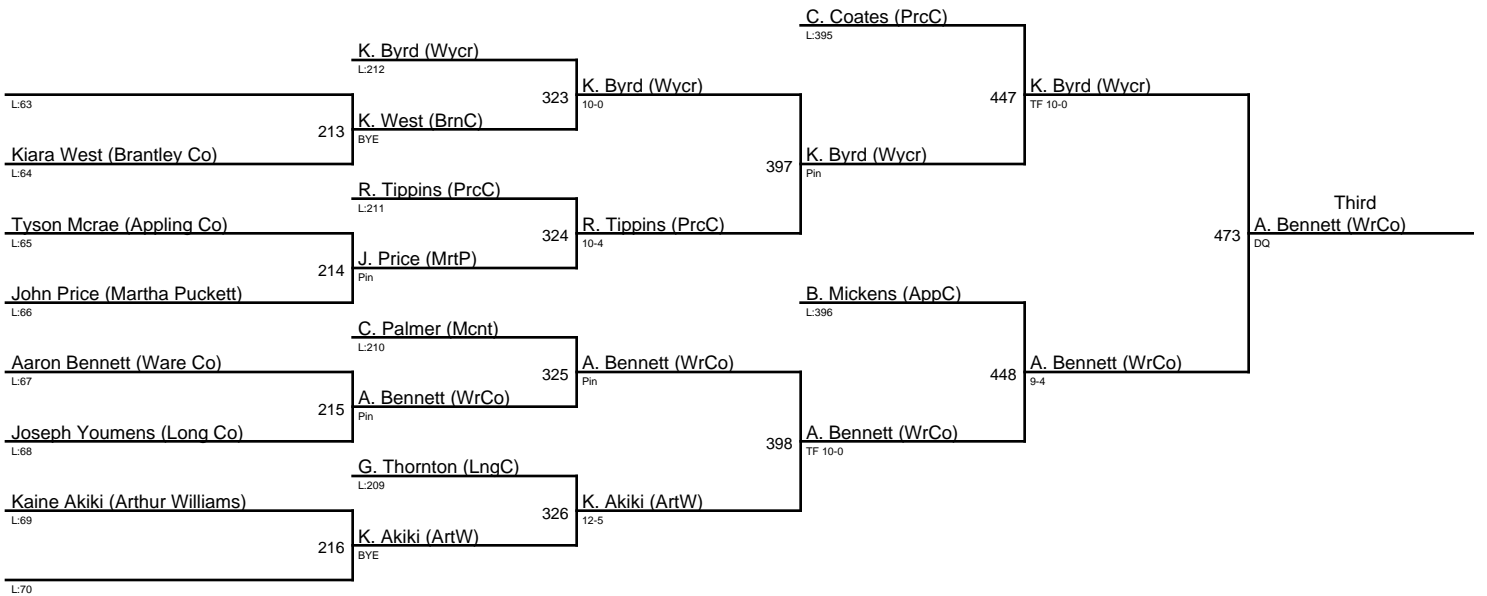 L:63
Kiara West (Brantley Co)
L:64
Tyson Mcrae (Appling Co)
L:65
John Price (Martha Puckett)
L:66
Aaron Bennett (Ware Co)
L:67
Joseph Youmens (Long Co)
L:68
Kaine Akiki (Arthur Williams)
L:69
L:70
213
214
215
216
K. Byrd (Wycr)
L:212
K. West (BrnC)
BYE
R. Tippins (PrcC)
L:211
J. Price (MrtP)
Pin
C. Palmer (Mcnt)
L:210
A. Bennett (WrCo)
Pin
G. Thornton (LngC)
L:209
K. Akiki (ArtW)
BYE
323
324
325
326
K. Byrd (Wycr)
10-0
R. Tippins (PrcC)
10-4
A. Bennett (WrCo)
Pin
K. Akiki (ArtW)
12-5
397
398
C. Coates (PrcC)
L:395
K. Byrd (Wycr)
Pin
B. Mickens (AppC)
L:396
A. Bennett (WrCo)
TF 10-0
447
448
K. Byrd (Wycr)
TF 10-0
A. Bennett (WrCo)
9-4
473
Third
A. Bennett (WrCo)
DQ